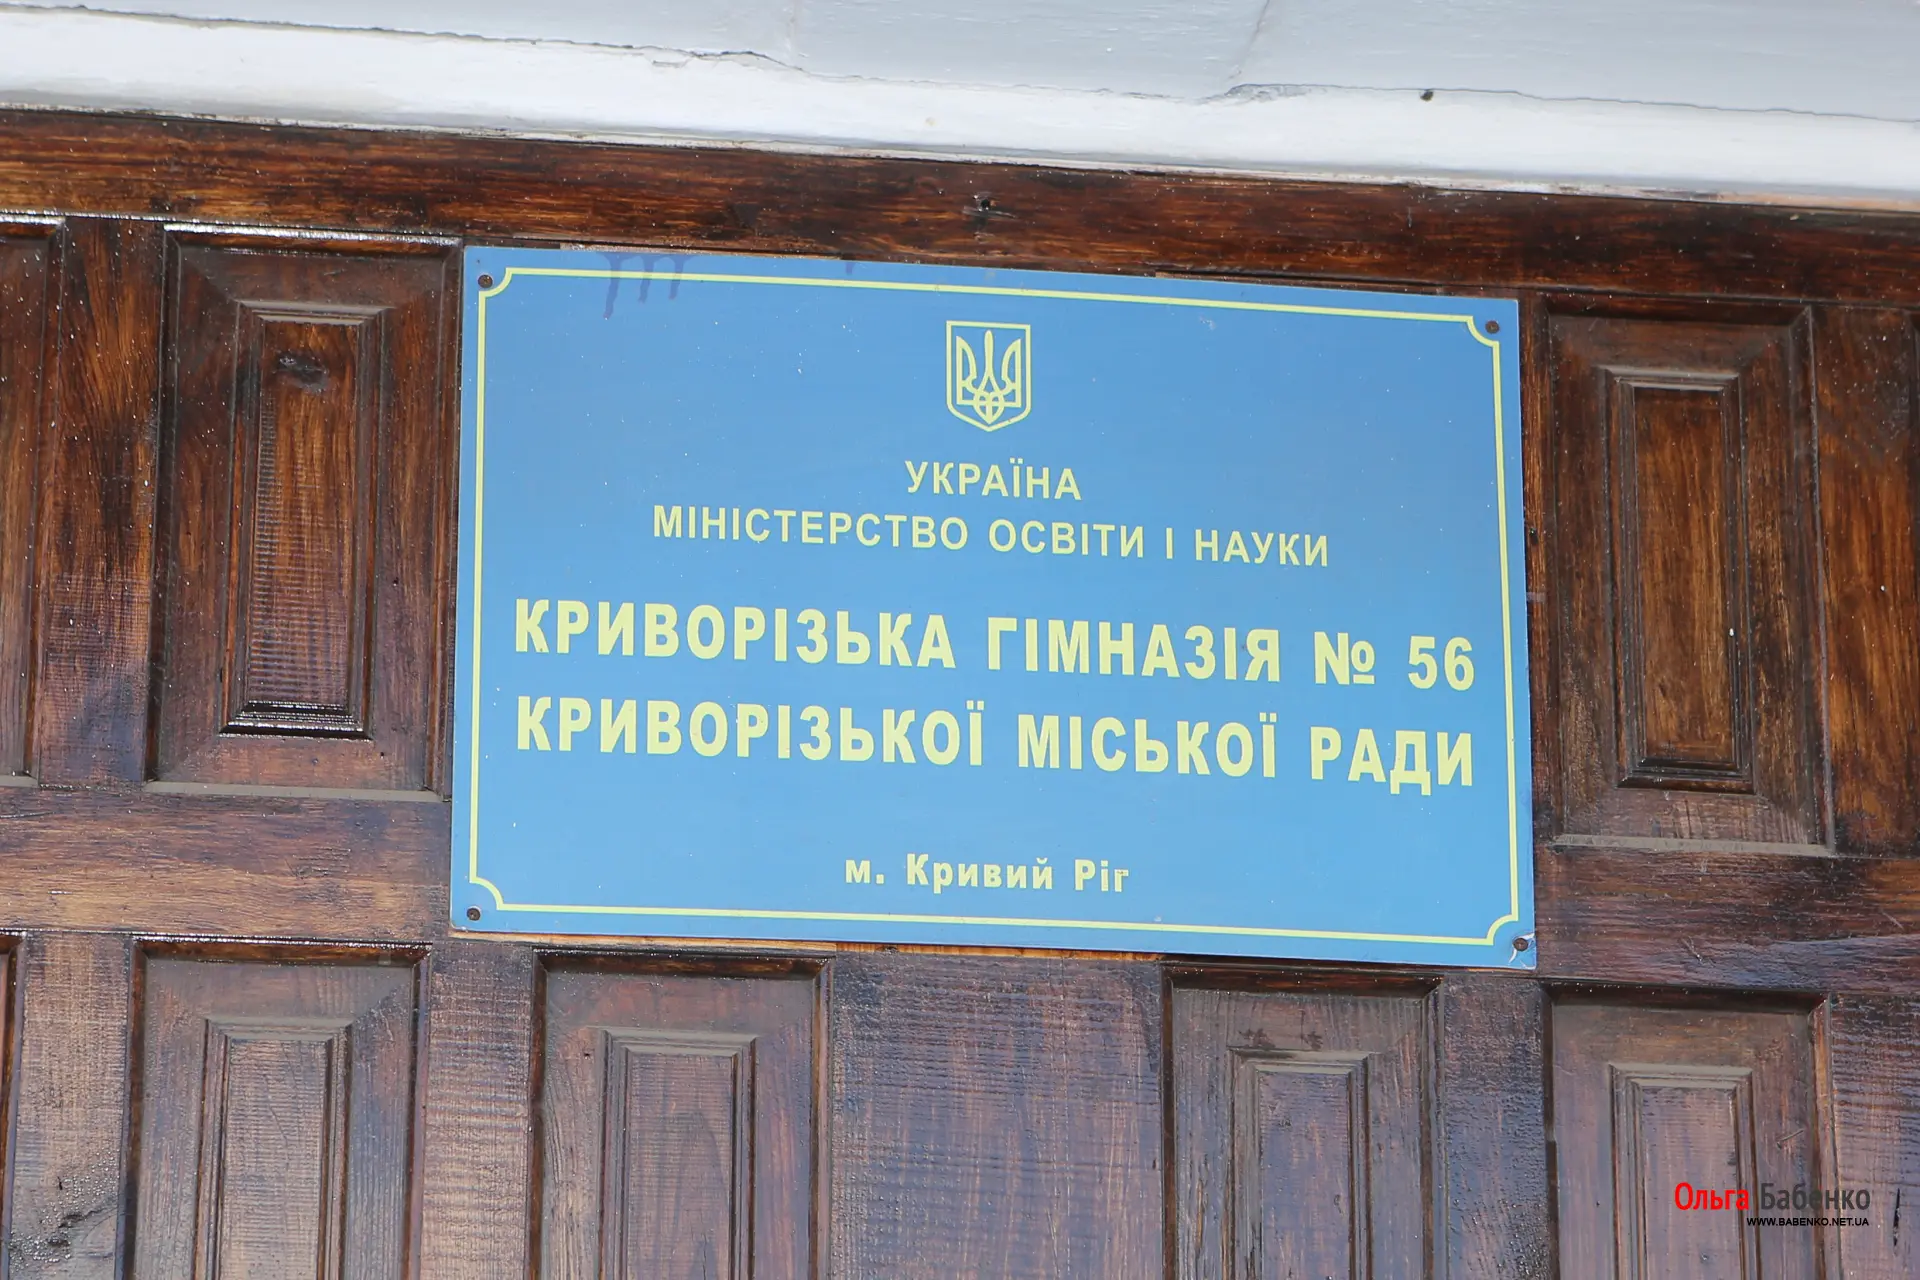 УКРАЇНА
МІНІСТЕРСТВО ОСВІТИ І НАУКИ
КРИВОРІЗЬКА ГІМНАЗІЯ № 56
КРИВОРІЗЬКОЇ МІСЬКОЇ РАДИ
м. Кривий Ріг
Ольга Бабенко
WWW.BABENKO.NET.UA